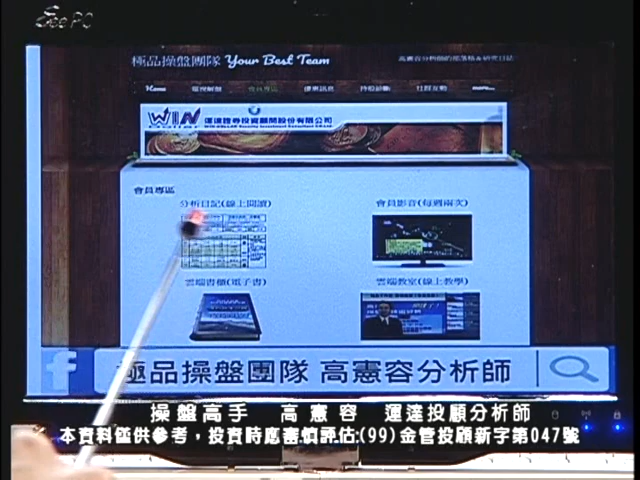 Eee PC
極品操盤團隊 Your Best Team
Home
more...
WIN
運達證券投資顧問股份有限公司
會員專區
分析日記(線上閱讀)
會員影音(每週兩次)
雲端書櫃(電子書)
雲端教室(線上教學)
極品操盤團隊 高憲容分析師
操盤高手 高憲容 運達投顧分析師
本資料僅供參考，投資時應審慎評估(99)金管投顧新字第047號